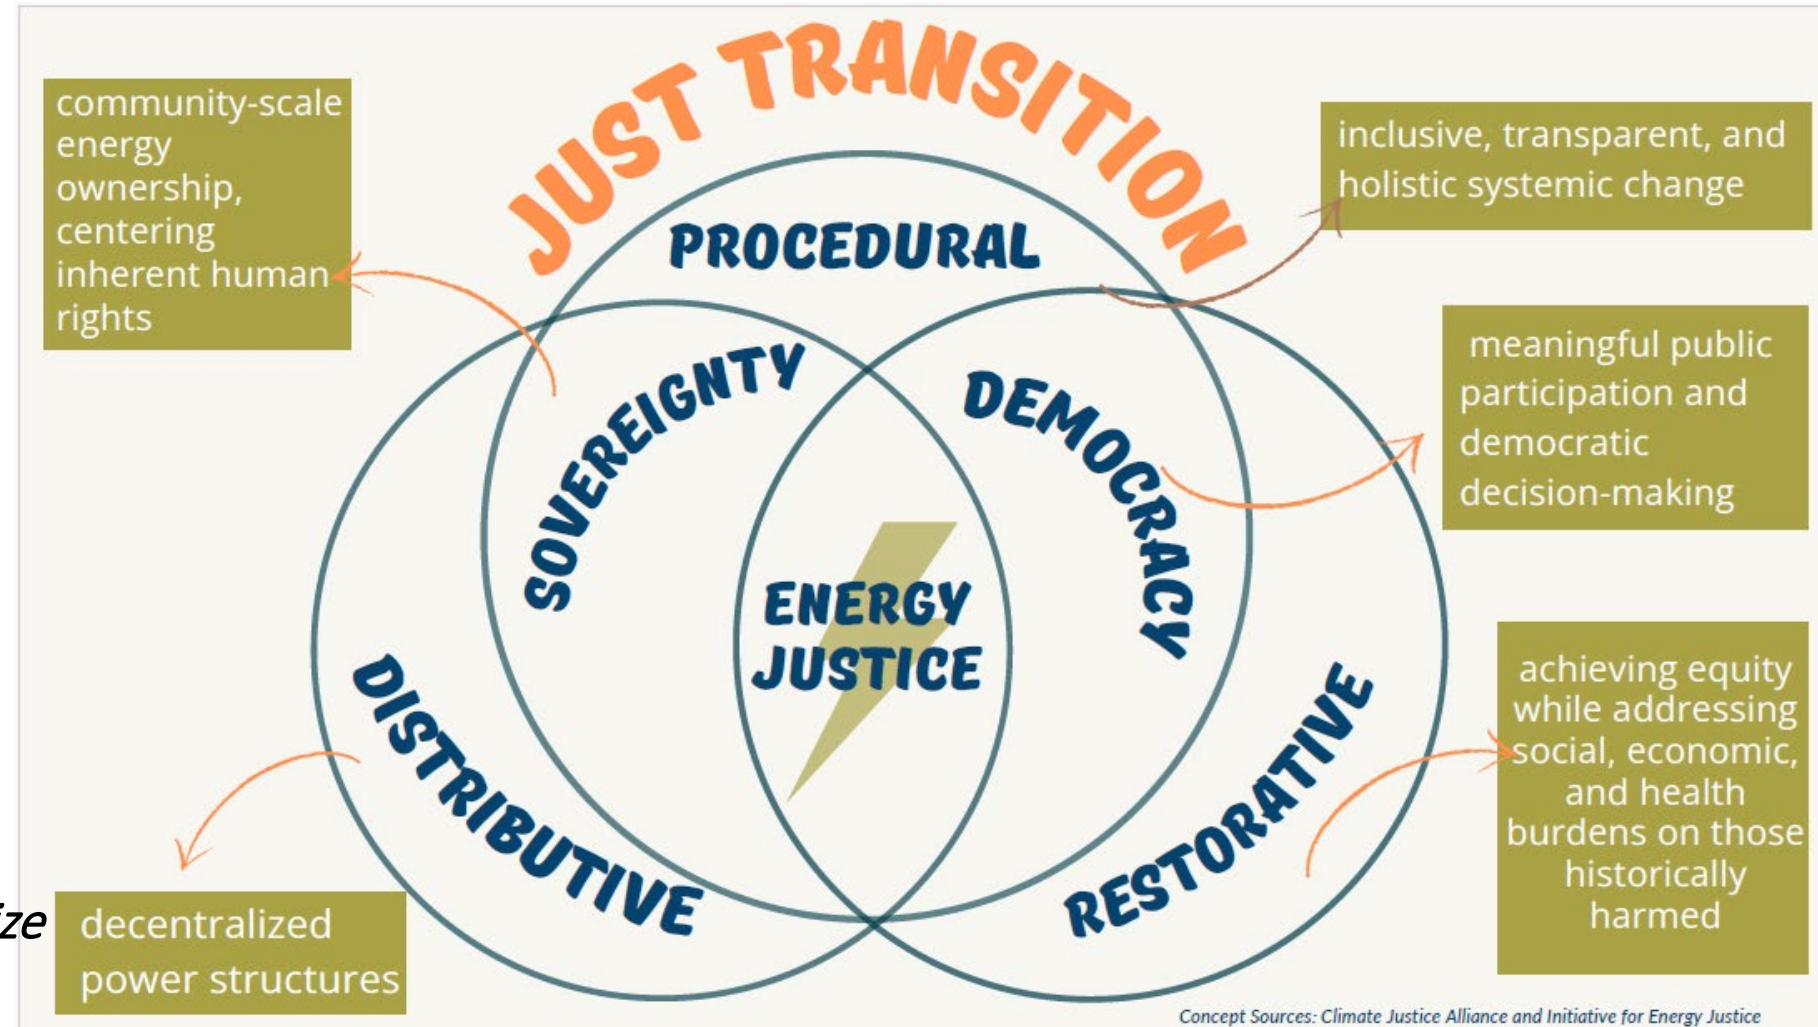 JUST TRANSITION
community-scale
energy
ownership,
centering
inherent human
rights
inclusive, transparent, and
holistic systemic change
PROCEDURAL
SOVEREIGNTY
DEMOCRACY
meaningful public
participation and
democratic
decision-making
ENERGY
JUSTICE
DISTRIBUTIVE
RESTORATIVE
achieving equity
while addressing
social, economic,
and health
burdens on those
historically
harmed
ize
decentralized
power structures
Concept Sources: Climate Justice Alliance and Initiative for Energy Justice